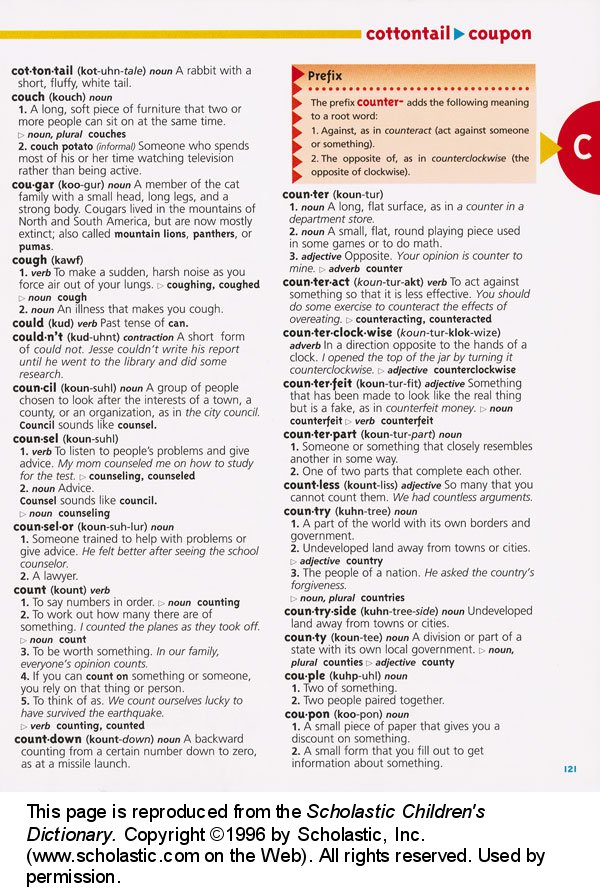 cottontail ▶ coupon
cot·ton·tail (kot-uhn-tale) noun A rabbit with a
short, fluffy, white tail.
couch (kouch) noun
1. A long, soft piece of furniture that two or
more people can sit on at the same time.
▷ noun, plural couches
2. couch potato (informal) Someone who spends
most of his or her time watching television
rather than being active.
cou·gar (koo-gur) noun A member of the cat
family with a small head, long legs, and a
strong body. Cougars lived in the mountains of
North and South America, but are now mostly
extinct; also called mountain lions, panthers, or
pumas.
cough (kawf)
1. verb To make a sudden, harsh noise as you
force air out of your lungs. ▷ coughing, coughed
▷ noun cough
2. noun An illness that makes you cough.
could (kud) verb Past tense of can.
could·n't (kud-uhnt) contraction A short form
of could not. Jesse couldn't write his report
until he went to the library and did some
research.
coun·cil (koun-suhl) noun A group of people
chosen to look after the interests of a town, a
county, or an organization, as in the city council.
Council sounds like counsel.
coun·sel (koun-suhl)
1. verb To listen to people's problems and give
advice. My mom counseled me on how to study
for the test. ▷ counseling, counseled
2. noun Advice.
Counsel sounds like council.
▷ noun counseling
coun·sel·or (koun-suh-lur) noun
1. Someone trained to help with problems or
give advice. He felt better after seeing the school
counselor.
2. A lawyer.
count (kount) verb
1. To say numbers in order. ▷ noun counting
2. To work out how many there are of
something. I counted the planes as they took off.
▷ noun count
3. To be worth something. In our family,
everyone's opinion counts.
4. If you can count on something or someone,
you rely on that thing or person.
5. To think of as. We count ourselves lucky to
have survived the earthquake.
▷ verb counting, counted
count·down (kount-down) noun A backward
counting from a certain number down to zero,
as at a missile launch.
Prefix
The prefix counter- adds the following meaning
to a root word:
1. Against, as in counteract (act against someone
or something).
2. The opposite of, as in counterclockwise (the
opposite of clockwise).
C
coun·ter (koun-tur)
1. noun A long, flat surface, as in a counter in a
department store.
2. noun A small, flat, round playing piece used
in some games or to do math.
3. adjective Opposite. Your opinion is counter to
mine. ▷ adverb counter
coun·ter·act (koun-tur-akt) verb To act against
something so that it is less effective. You should
do some exercise to counteract the effects of
overeating. ▷ counteracting, counteracted
coun·ter·clock·wise (koun-tur-klok-wize)
adverb In a direction opposite to the hands of a
clock. I opened the top of the jar by turning it
counterclockwise. ▷ adjective counterclockwise
coun·ter·feit (koun-tur-fit) adjective Something
that has been made to look like the real thing
but is a fake, as in counterfeit money. ▷ noun
counterfeit ▷ verb counterfeit
coun·ter·part (koun-tur-part) noun
1. Someone or something that closely resembles
another in some way.
2. One of two parts that complete each other.
count·less (kount-liss) adjective So many that you
cannot count them. We had countless arguments.
coun·try (kuhn-tree) noun
1. A part of the world with its own borders and
government.
2. Undeveloped land away from towns or cities.
▷ adjective country
3. The people of a nation. He asked the country's
forgiveness.
▷ noun, plural countries
coun·try·side (kuhn-tree-side) noun Undeveloped
land away from towns or cities.
coun·ty (koun-tee) noun A division or part of a
state with its own local government. ▷ noun,
plural counties ▷ adjective county
cou·ple (kuhp-uhl) noun
1. Two of something.
2. Two people paired together.
cou·pon (koo-pon) noun
1. A small piece of paper that gives you a
discount on something.
2. A small form that you fill out to get
information about something.
121
This page is reproduced from the Scholastic Children's
Dictionary. Copyright ©1996 by Scholastic, Inc.
(www.scholastic.com on the Web). All rights reserved. Used by
permission.